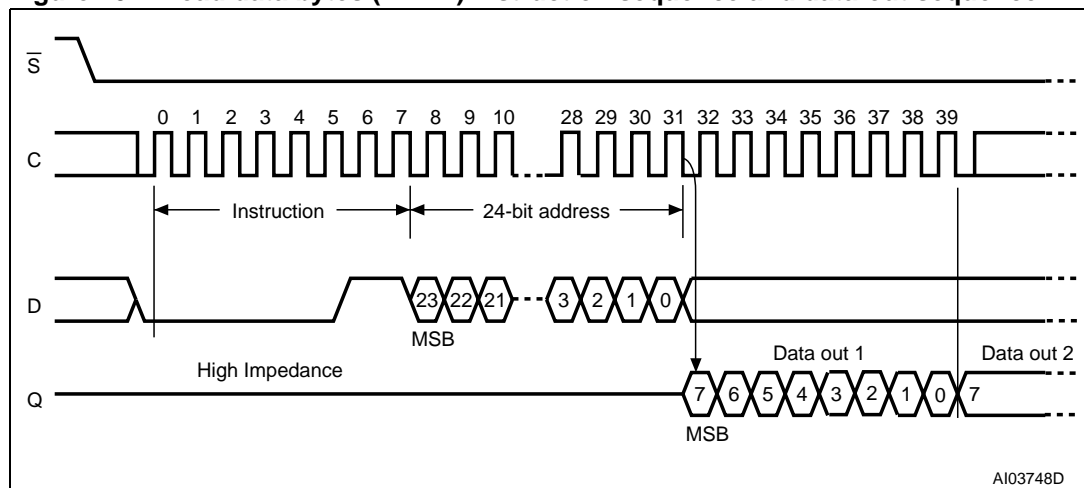 S
0 1 2 3 4 5 6 7 8 9 10 28 29 30 31 32 33 34 35 36 37 38 39
C
Instruction 24-bit address
D 23 22 21 3 2 1 0
MSB
High Impedance Data out 1 Data out 2
Q 7 6 5 4 3 2 1 0 7
MSB
AI03748D